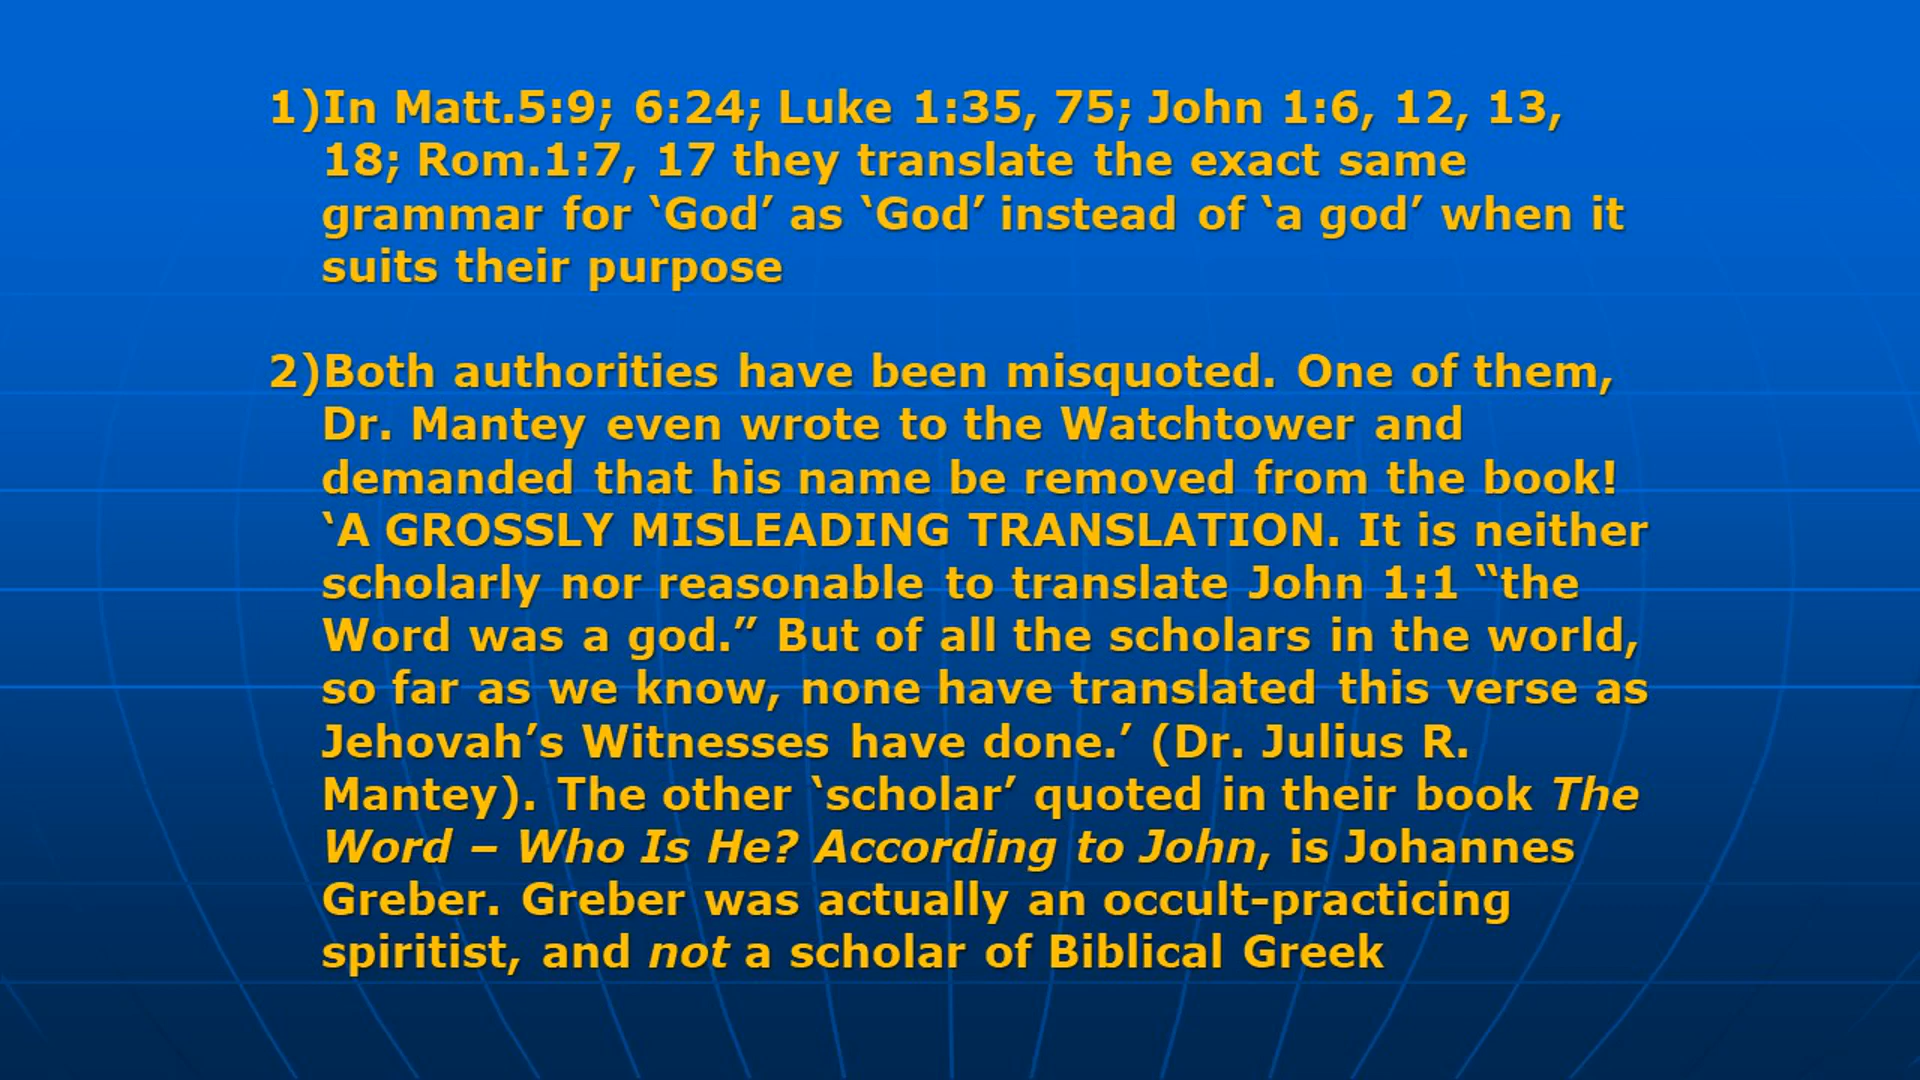 1)In Matt.5:9; 6:24; Luke 1:35, 75; John 1:6, 12, 13,
18; Rom.1:7, 17 they translate the exact same
grammar for ‘God’ as ‘God’ instead of ‘a god’ when it
suits their purpose
2)Both authorities have been misquoted. One of them,
Dr. Mantey even wrote to the Watchtower and
demanded that his name be removed from the book!
‘A GROSSLY MISLEADING TRANSLATION. It is neither
scholarly nor reasonable to translate John 1:1 “the
Word was a god.” But of all the scholars in the world,
so far as we know, none have translated this verse as
Jehovah’s Witnesses have done.’ (Dr. Julius R.
Mantey). The other ‘scholar’ quoted in their book The
Word – Who Is He? According to John, is Johannes
Greber. Greber was actually an occult-practicing
spiritist, and not a scholar of Biblical Greek